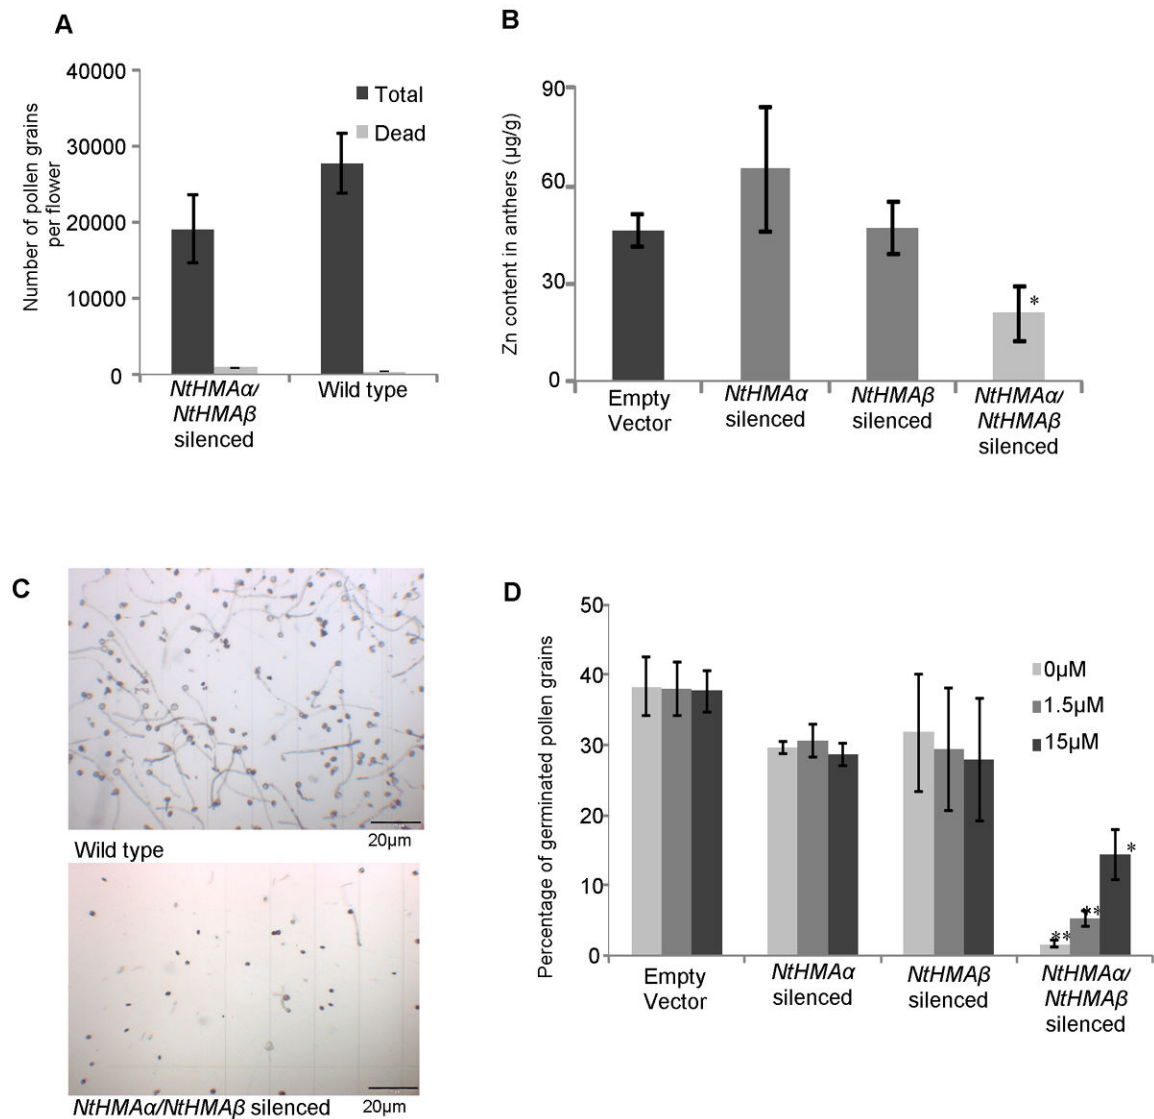 A
Number of pollen grains
per flower
40000
30000
20000
10000
0
Total
Dead
NtHMAα/
NtHMAβ
silenced
Wild type
B
Zn content in anthers (µg/g)
90
60
30
0
Empty
Vector
NtHMAα
silenced
NtHMAβ
silenced
NtHMAα/
NtHMAβ
silenced
*
C
20µm
Wild type
20µm
NtHMAα/NtHMAβ silenced
D
Percentage of germinated pollen grains
50
40
30
20
10
0
0µM
1.5µM
15µM
**
**
*
Empty
Vector
NtHMAα
silenced
NtHMAβ
silenced
NtHMAα/
NtHMAβ
silenced